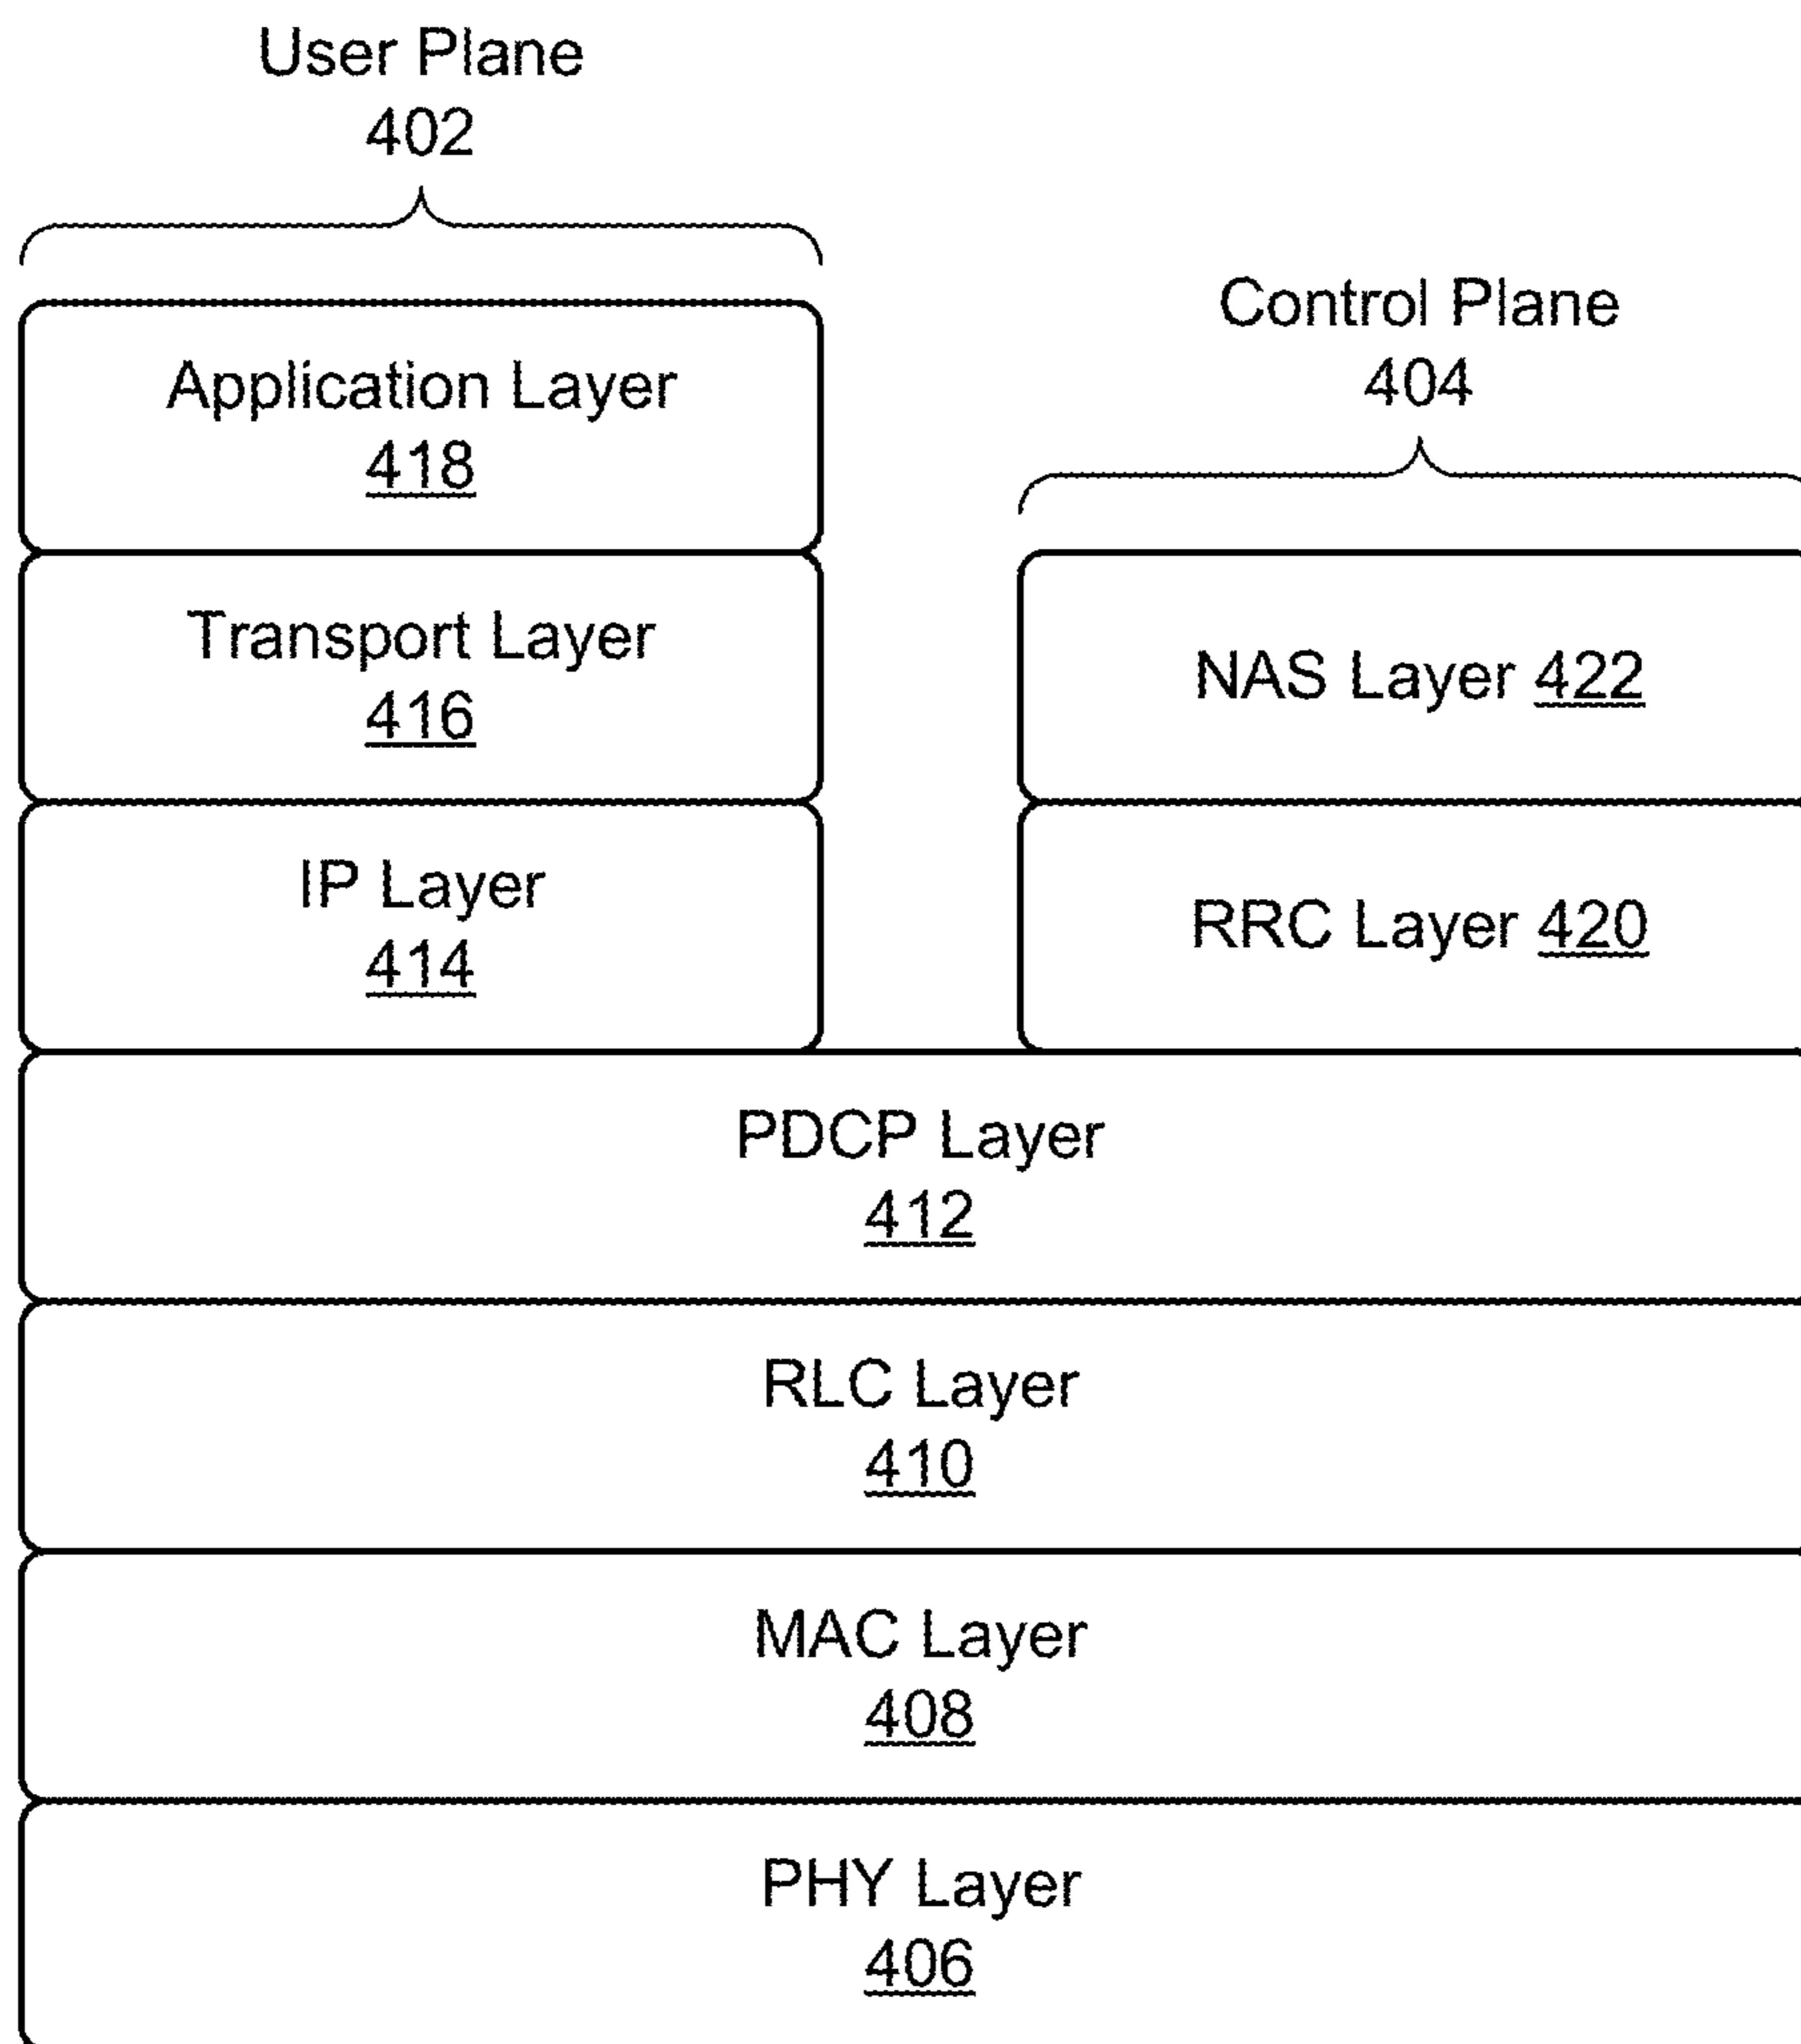 User Plane
402
Control Plane
404
Application Layer
418
Transport Layer
416
NAS Layer 422
IP Layer
414
RRC Layer 420
PDCP Layer
412
RLC Layer
410
MAC Layer
408
PHY Layer
406